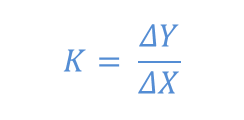 K = ΔY / ΔX